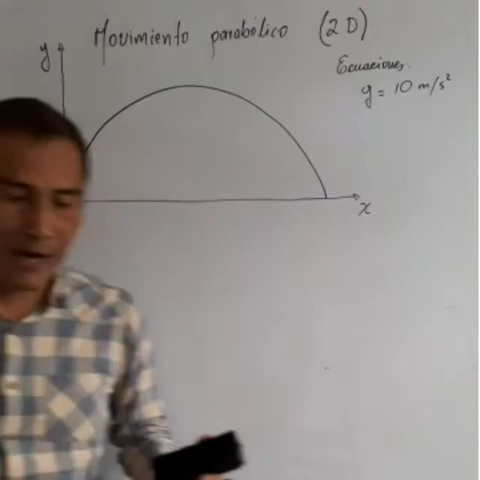 Movimiento parabólico (2D)
Ecuaciones.
g = 10 m/s²
y
x